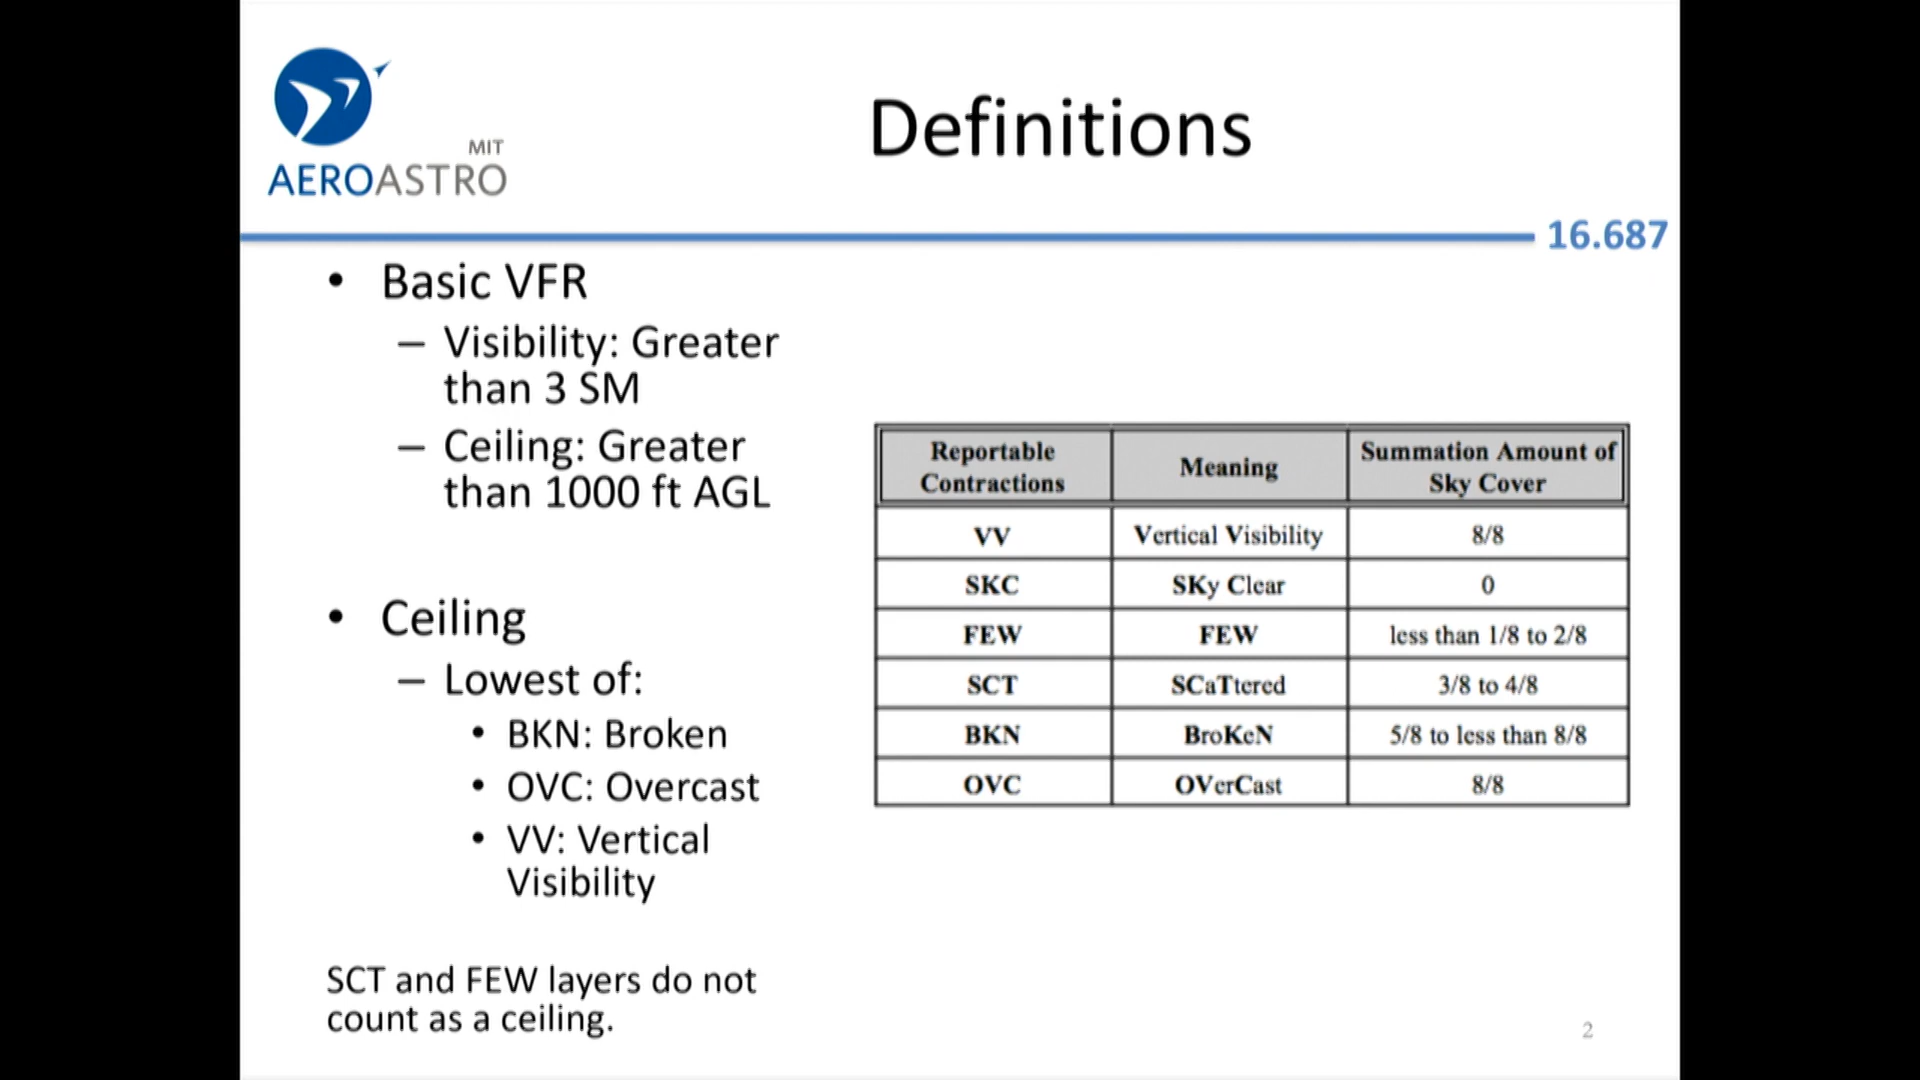 MIT
AEROASTRO
Definitions
16.687
• Basic VFR
– Visibility: Greater
than 3 SM
– Ceiling: Greater
than 1000 ft AGL
• Ceiling
– Lowest of:
• BKN: Broken
• OVC: Overcast
• VV: Vertical
Visibility
SCT and FEW layers do not
count as a ceiling.
Reportable Contractions | Meaning | Summation Amount of Sky Cover
VV | Vertical Visibility | 8/8
SKC | SKy Clear | 0
FEW | FEW | less than 1/8 to 2/8
SCT | SCaTtered | 3/8 to 4/8
BKN | BroKeN | 5/8 to less than 8/8
OVC | OVerCast | 8/8
2